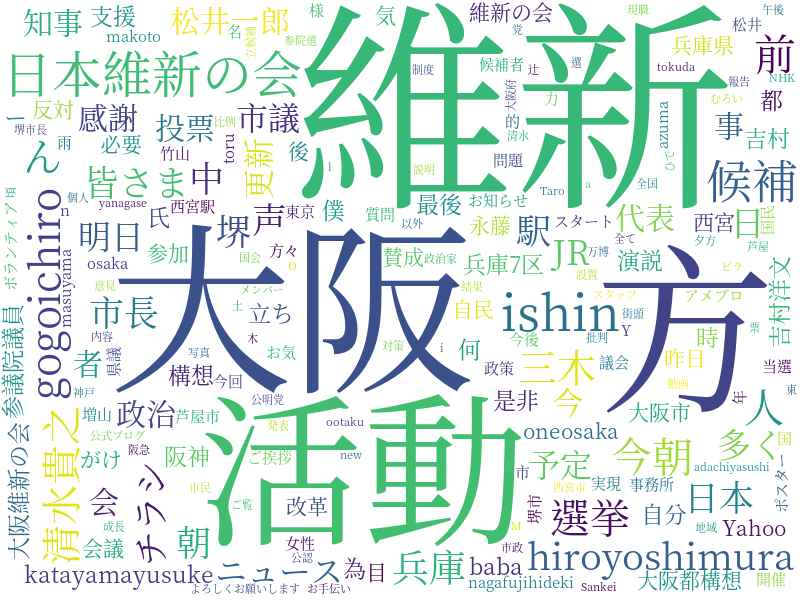 維新
大阪
活動
方
ishin
gogoichiro
hiroyoshimura
日本維新の会
松井一郎
知事
支援
makoto
様
気
維新の会
現職
午後
名
立候補
参院選
党
松井
候補者
制度
辻
選
tokuda
兵庫県
前
NHK
報告
都
むろい
反対
感謝
投票
市議
更新
toru
後
雨
必要
ー
ん
堺市長
竹山
比例
力
的
大阪府
清水
問題
azuma
事
吉村
候補
ひで
説明
皆さま
中
声
東京
僕
最後
お知らせ
Taro
a
全国
l
yanagase
西宮駅
質問
以外
永藤
スタート
代表
西宮
日
国民
個人
頃
ボランティア
n
masuyama
明日
氏
堺
駅
参加
方々
国会
osaka
賛成
政治家
JR
万博
全て
夕方
芦屋
兵庫7区
演説
設置
ビラ
アメブロ
吉村洋文
参議院議員
市長
意見
メンバー
立ち
土
O
結果
自民
スタッフ
街頭
Y
時
者
内容
県議
写真
木
お気
対策
i
今後
何
批判
議会
昨日
当選
構想
今回
三木
政策
動画
年
東
神戸
政治
芦屋市
公明党
是非
今
大阪市
人
清水貴之
増山
公式ブログ
阪急
発表
ootaku
oneosaka
多く
国
大阪維新の会
がけ
阪神
ご挨拶
new
予定
今朝
adachiyasushi
会
チラシ
市民
ご覧
改革
市
西宮市
実現
事務所
日本
ポスター
会議
成長
朝
女性
公認
M
市政
堺市
選挙
自分
地域
Yahoo
katayamayusuke
ニュース
為
目
兵庫
baba
nagafujihideki
Sankei
大阪都構想
開催
よろしくお願いします
お手伝い